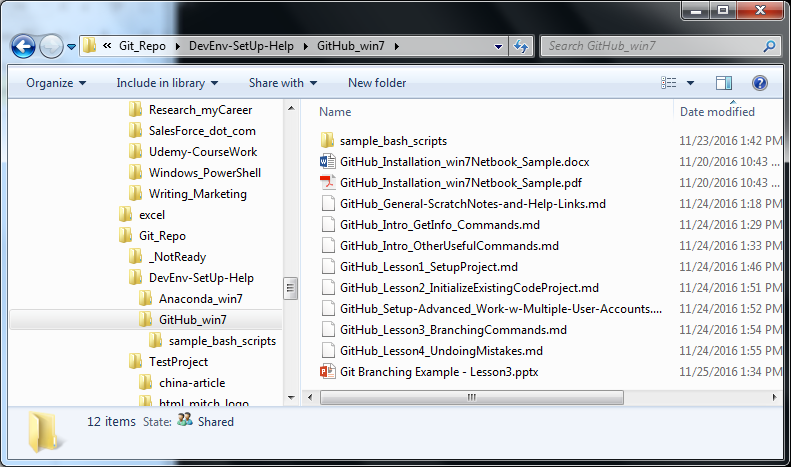 « Git_Repo DevEnv-SetUp-Help GitHub_win7
Search GitHub_win7
Organize Include in library Share with New folder
Research_myCareer
SalesForce_dot_com
Udemy-CourseWork
Windows_PowerShell
Writing_Marketing
excel
Git_Repo
_NotReady
DevEnv-SetUp-Help
Anaconda_win7
GitHub_win7
sample_bash_scripts
TestProject
china-article
html_mitch_logo
Name Date modified
sample_bash_scripts 11/23/2016 1:42 PM
GitHub_Installation_win7Netbook_Sample.docx 11/20/2016 10:43 ...
GitHub_Installation_win7Netbook_Sample.pdf 11/20/2016 10:43 ...
GitHub_General-ScratchNotes-and-Help-Links.md 11/24/2016 1:18 PM
GitHub_Intro_GetInfo_Commands.md 11/24/2016 1:29 PM
GitHub_Intro_OtherUsefulCommands.md 11/24/2016 1:33 PM
GitHub_Lesson1_SetupProject.md 11/24/2016 1:46 PM
GitHub_Lesson2_InitializeExistingCodeProject.md 11/24/2016 1:51 PM
GitHub_Setup-Advanced_Work-w-Multiple-User-Accounts.... 11/24/2016 1:52 PM
GitHub_Lesson3_BranchingCommands.md 11/24/2016 1:54 PM
GitHub_Lesson4_UndoingMistakes.md 11/24/2016 1:55 PM
Git Branching Example - Lesson3.pptx 11/25/2016 1:34 PM
12 items State: Shared